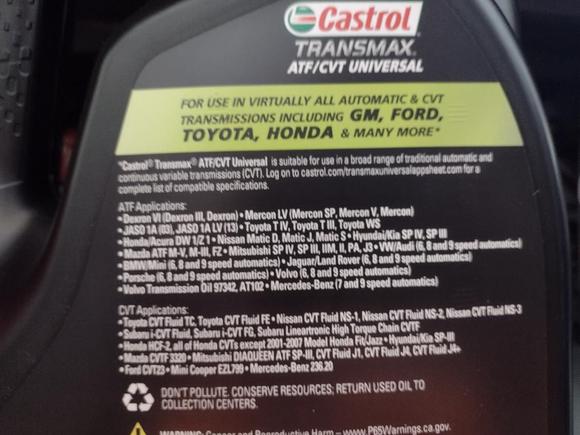 Castrol
TRANSMAX
ATF/CVT UNIVERSAL
FOR USE IN VIRTUALLY ALL AUTOMATIC & CVT
TRANSMISSIONS INCLUDING GM, FORD,
TOYOTA, HONDA & MANY MORE*
*Castrol® Transmax® ATF/CVT Universal is suitable for use in a broad range of traditional automatic and
continuous variable transmissions (CVT). Log on to castrol.com/transmaxuniversalappsheet.com for a
complete list of compatible specifications.
ATF Applications:
• Dexron VI (Dexron III, Dexron) • Mercon LV (Mercon SP, Mercon V, Mercon)
• JASO 1A (03), JASO 1A LV (13) • Toyota T IV, Toyota T III, Toyota WS
• Honda/Acura DW 1/Z 1 • Nissan Matic D, Matic J, Matic S • Hyundai/Kia SP IV, SP III
• Mazda ATF M-V, M-III, FZ • Mitsubishi SP IV, SP III, IIM, II, PA, J3 • VW/Audi (6, 8 and 9 speed automatics)
• BMW/Mini (6, 8 and 9 speed automatics) • Jaguar/Land Rover (6, 8 and 9 speed automatics)
• Porsche (6, 8 and 9 speed automatics) • Volvo (6, 8 and 9 speed automatics)
• Volvo Transmission Oil 97342, AT102 • Mercedes-Benz (7 and 9 speed automatics)
CVT Applications:
• Toyota CVT Fluid TC, Toyota CVT Fluid FE • Nissan CVT Fluid NS-1, Nissan CVT Fluid NS-2, Nissan CVT Fluid NS-3
• Subaru i-CVT Fluid, Subaru i-CVT FG, Subaru Lineartronic High Torque Chain CVTF
• Honda HCF-2, all of Honda CVTs except 2001-2007 Model Honda Fit/Jazz • Hyundai/Kia SP-III
• Mazda CVTF 3320 • Mitsubishi DIAQUEEN ATF SP-III, CVT Fluid J1, CVT Fluid J4, CVT Fluid J4+
• Ford CVT23 • Mini Cooper EZL799 • Mercedes-Benz 236.20
DON'T POLLUTE. CONSERVE RESOURCES; RETURN USED OIL TO
COLLECTION CENTERS.
WARNING: Cancer and Reproductive Harm – www.P65Warnings.ca.gov.